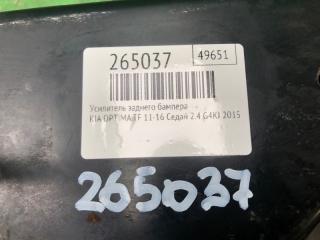 265037 49651
Усилитель заднего бампера
KIA OPTIMA TF 11-16 Седан 2.4 G4KJ 2015
265037